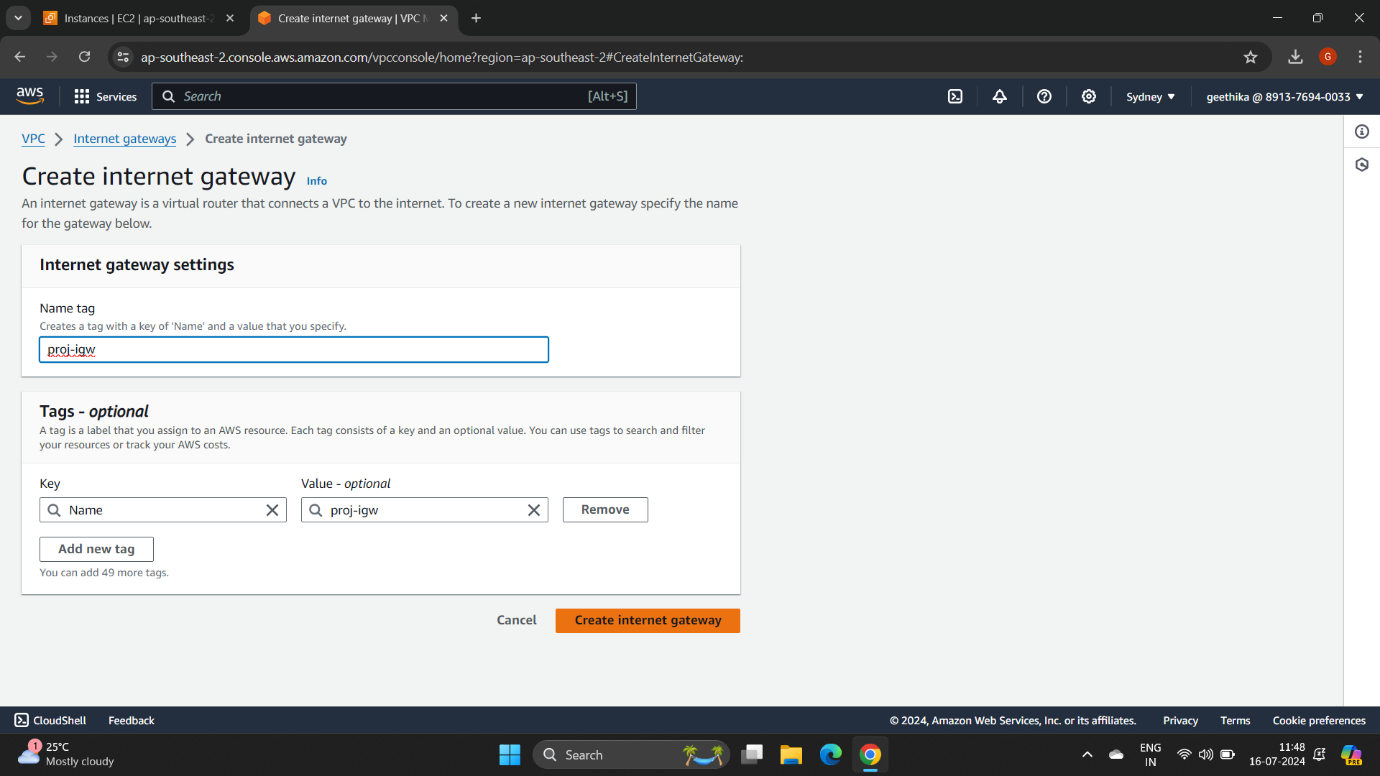 Instances | EC2 | ap-southeast-2
Create internet gateway | VPC M
ap-southeast-2.console.aws.amazon.com/vpcconsole/home?region=ap-southeast-2#CreateInternetGateway:
G
aws
Services
Search
[Alt+S]
Sydney
geethika @ 8913-7694-0033
VPC
Internet gateways
Create internet gateway
Create internet gateway
Info
An internet gateway is a virtual router that connects a VPC to the internet. To create a new internet gateway specify the name
for the gateway below.
Internet gateway settings
Name tag
Creates a tag with a key of 'Name' and a value that you specify.
proj-igw
Tags - optional
A tag is a label that you assign to an AWS resource. Each tag consists of a key and an optional value. You can use tags to search and filter
your resources or track your AWS costs.
Key
Value - optional
Name
proj-igw
Remove
Add new tag
You can add 49 more tags.
Cancel
Create internet gateway
CloudShell
Feedback
© 2024, Amazon Web Services, Inc. or its affiliates.
Privacy
Terms
Cookie preferences
1
25°C
Mostly cloudy
Search
ENG
IN
11:48
16-07-2024
PRE